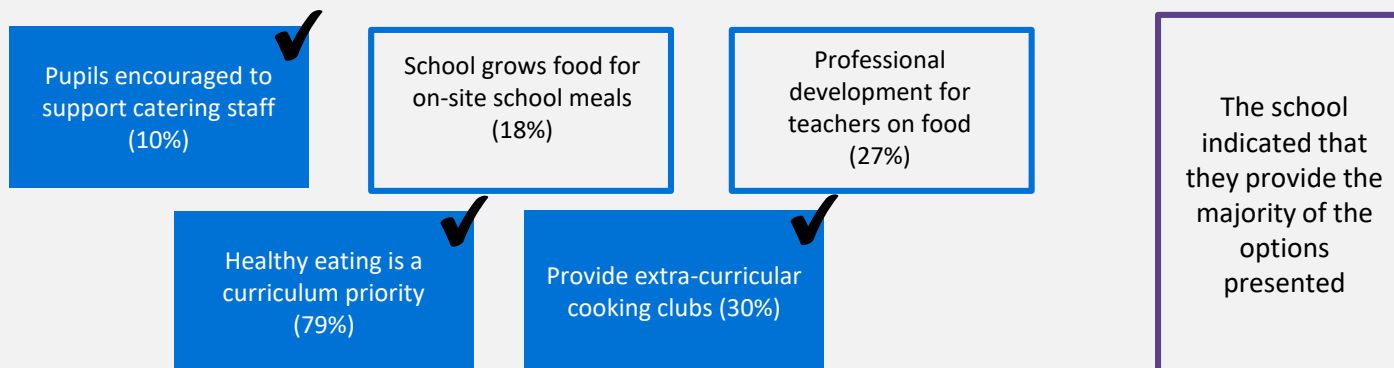 Pupils encouraged to
support catering staff
(10%)
School grows food for
on-site school meals
(18%)
Professional
development for
teachers on food
(27%)
Healthy eating is a
curriculum priority
(79%)
Provide extra-curricular
cooking clubs (30%)
The school
indicated that
they provide the
majority of the
options
presented